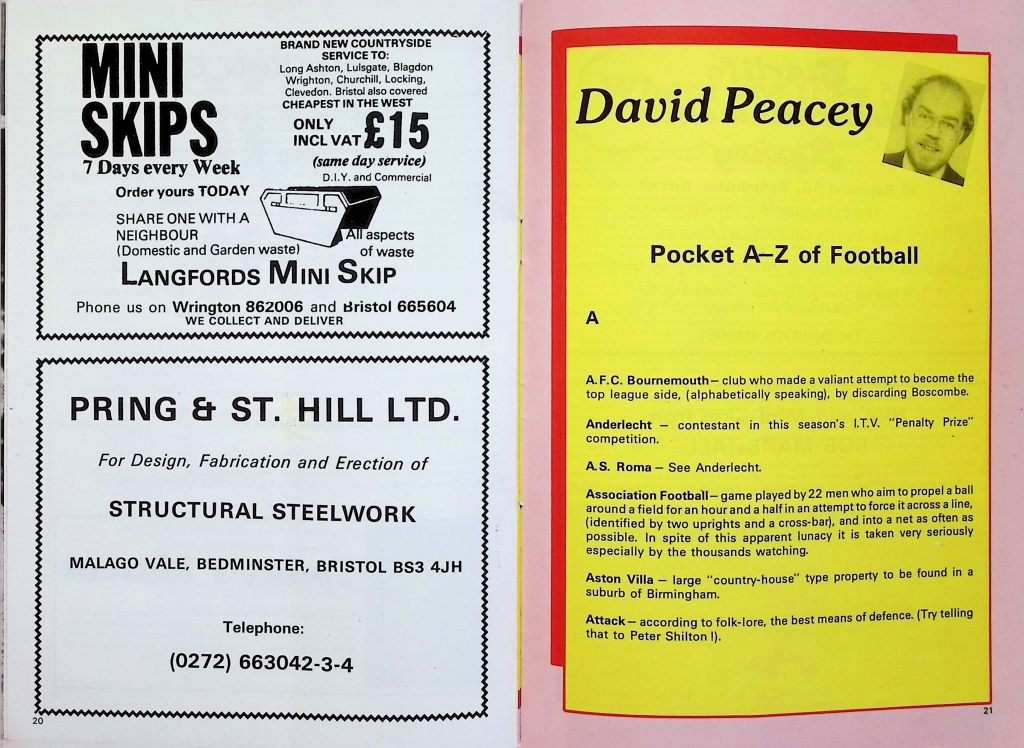 MINI
SKIPS
7 Days every Week
BRAND NEW COUNTRYSIDE
SERVICE TO:
Long Ashton, Lulsgate, Blagdon
Wrighton, Churchill, Locking,
Clevedon. Bristol also covered
CHEAPEST IN THE WEST
ONLY
INCL VAT £15
(same day service)
D.I.Y. and Commercial
Order yours TODAY
SHARE ONE WITH A
NEIGHBOUR
(Domestic and Garden waste)
All aspects
of waste
LANGFORDS MINI SKIP
Phone us on Wrington 862006 and Bristol 665604
WE COLLECT AND DELIVER
PRING & ST. HILL LTD.
For Design, Fabrication and Erection of
STRUCTURAL STEELWORK
MALAGO VALE, BEDMINSTER, BRISTOL BS3 4JH
Telephone:
(0272) 663042-3-4
20
David Peacey
Pocket A–Z of Football
A
A.F.C. Bournemouth – club who made a valiant attempt to become the
top league side, (alphabetically speaking), by discarding Boscombe.
Anderlecht – contestant in this season's I.T.V. "Penalty Prize"
competition.
A.S. Roma – See Anderlecht.
Association Football – game played by 22 men who aim to propel a ball
around a field for an hour and a half in an attempt to force it across a line,
(identified by two uprights and a cross-bar), and into a net as often as
possible. In spite of this apparent lunacy it is taken very seriously
especially by the thousands watching.
Aston Villa – large "country-house" type property to be found in a
suburb of Birmingham.
Attack – according to folk-lore, the best means of defence. (Try telling
that to Peter Shilton !).
21